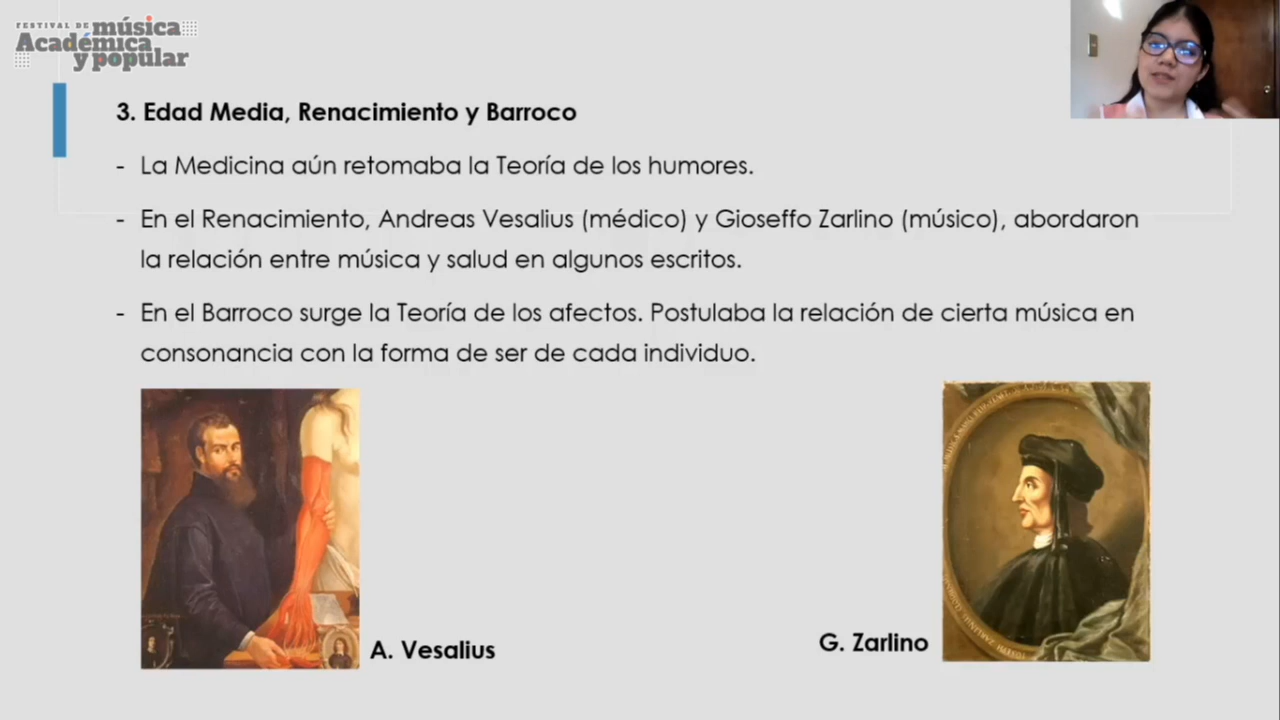 FESTIVAL DE música
Académica
y popular
3. Edad Media, Renacimiento y Barroco
- La Medicina aún retomaba la Teoría de los humores.
- En el Renacimiento, Andreas Vesalius (médico) y Gioseffo Zarlino (músico), abordaron
la relación entre música y salud en algunos escritos.
- En el Barroco surge la Teoría de los afectos. Postulaba la relación de cierta música en
consonancia con la forma de ser de cada individuo.
A. Vesalius
G. Zarlino